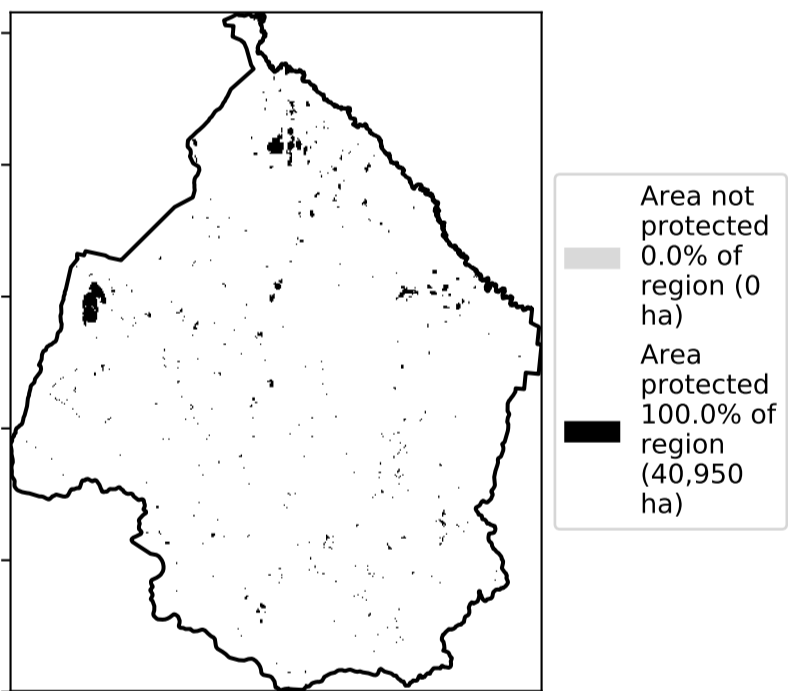 Area not
protected
0.0% of
region (0
ha)
Area
protected
100.0% of
region
(40,950
ha)